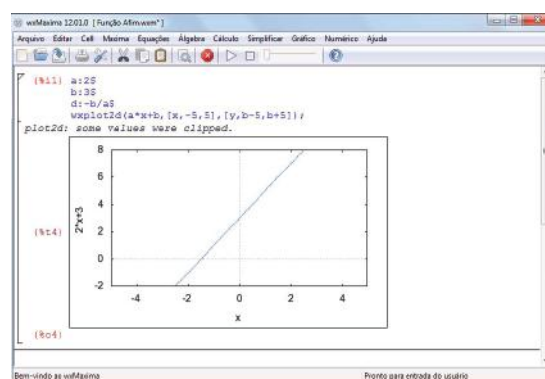 wxMaxima 12.01.0 [ Função Afim.wxm* ]
Arquivo Editar Cell Maxima Equações Álgebra Cálculo Simplificar Gráfico Numérico Ajuda
(%i1) a:2$
b:3$
d:-b/a$
wxplot2d(a*x+b,[x,-5,5],[y,b-5,b+5]);
plot2d: some values were clipped.
8
6
4
2
0
-2
2*x+3
(%t4)
-4 -2 0 2 4
x
(%o4)
Bem-vindo ao wxMaxima Pronto para entrada do usuário